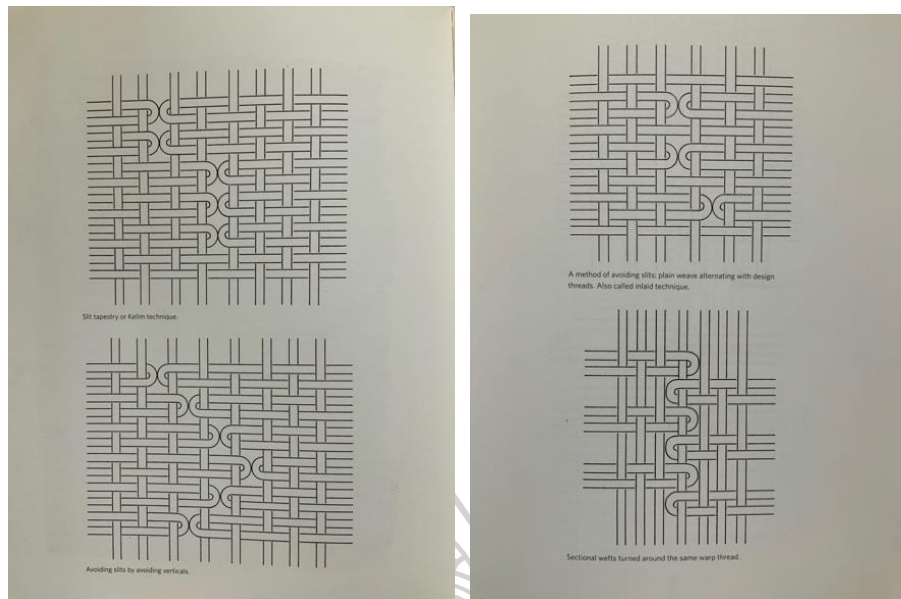 Slit tapestry or Kelim technique.
Avoiding slits by avoiding verticals.
A method of avoiding slits: plain weave alternating with design
threads. Also called inlaid technique.
Sectional wefts turned around the same warp thread.